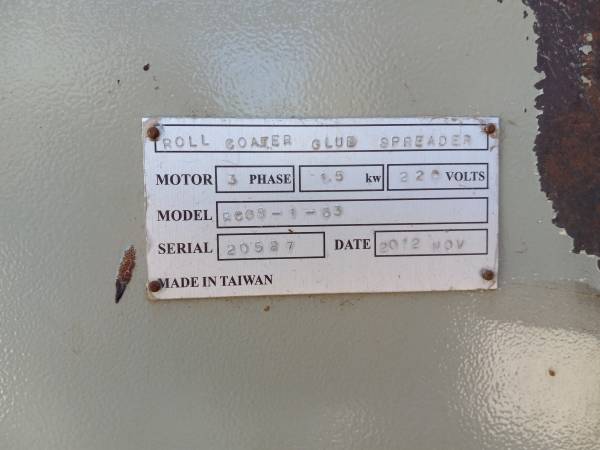 ROLL COATER GLUE SPREADER
MOTOR 3 PHASE 1.5 kw 220 VOLTS
MODEL
SERIAL 20587 DATE 2012 NOV
MADE IN TAIWAN